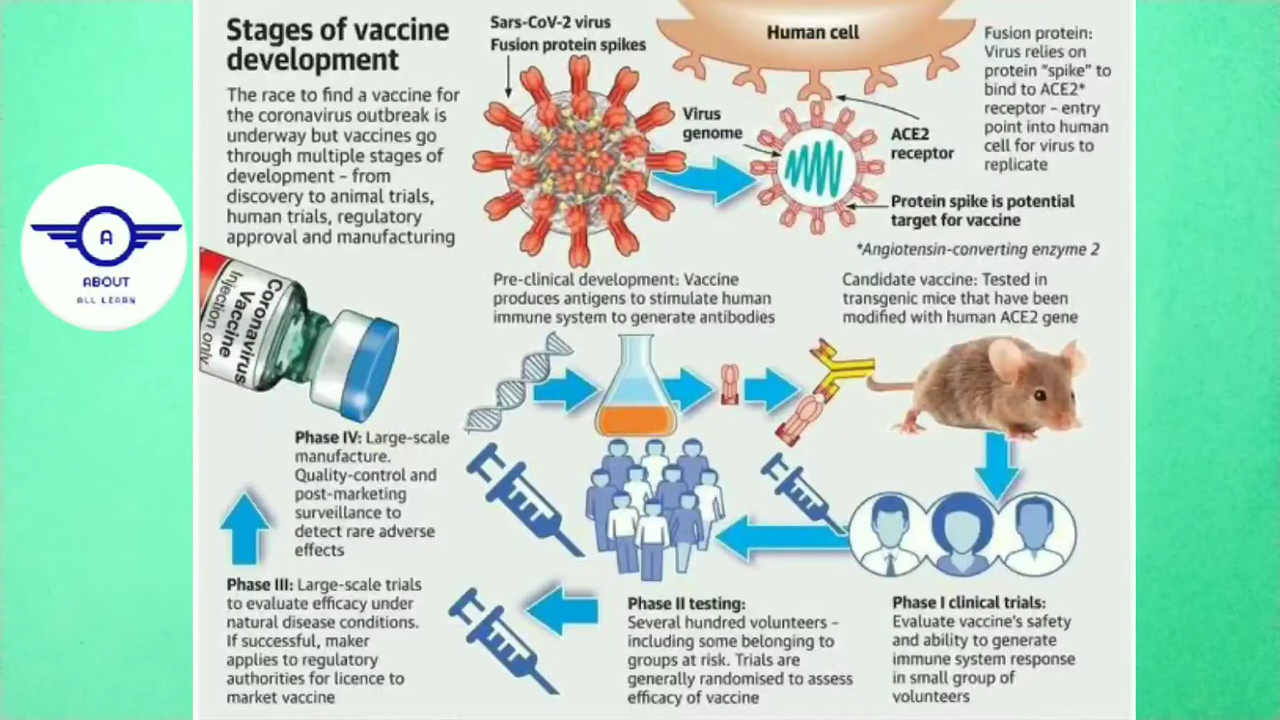 Stages of vaccine
development
The race to find a vaccine for
the coronavirus outbreak is
underway but vaccines go
through multiple stages of
development – from
discovery to animal trials,
human trials, regulatory
approval and manufacturing
Sars-CoV-2 virus
Fusion protein spikes
Human cell
Virus
genome
ACE2
receptor
Fusion protein:
Virus relies on
protein "spike" to
bind to ACE2*
receptor – entry
point into human
cell for virus to
replicate
Protein spike is potential
target for vaccine
*Angiotensin-converting enzyme 2
A
ABOUT
ALL LEARN
Coronavirus
Vaccine
Injection only
Pre-clinical development: Vaccine
produces antigens to stimulate human
immune system to generate antibodies
Candidate vaccine: Tested in
transgenic mice that have been
modified with human ACE2 gene
Phase I clinical trials:
Evaluate vaccine's safety
and ability to generate
immune system response
in small group of
volunteers
Phase II testing:
Several hundred volunteers –
including some belonging to
groups at risk. Trials are
generally randomised to assess
efficacy of vaccine
Phase III: Large-scale trials
to evaluate efficacy under
natural disease conditions.
If successful, maker
applies to regulatory
authorities for licence to
market vaccine
Phase IV: Large-scale
manufacture.
Quality-control and
post-marketing
surveillance to
detect rare adverse
effects